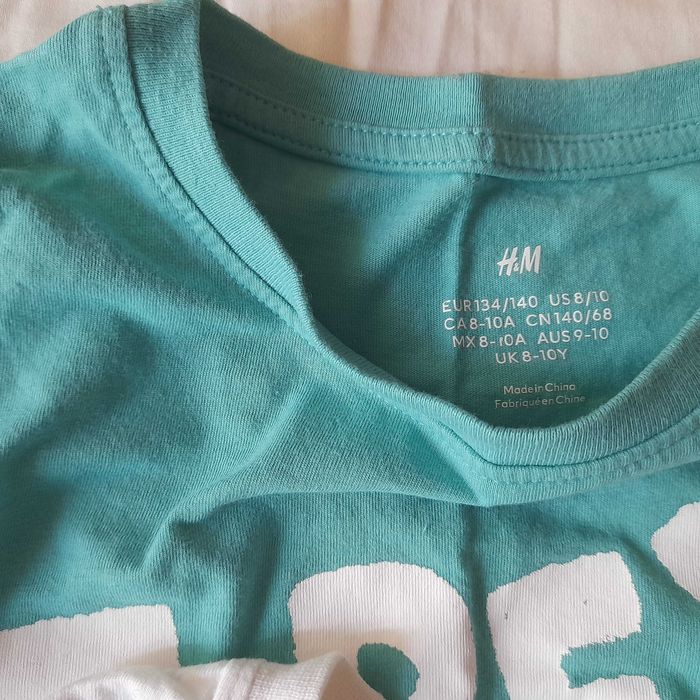 H&M
EUR 134/140 US 8/10
CA 8-10A CN 140/68
MX 8-10A AUS 9-10
UK 8-10Y
Made in China
Fabriqué en Chine